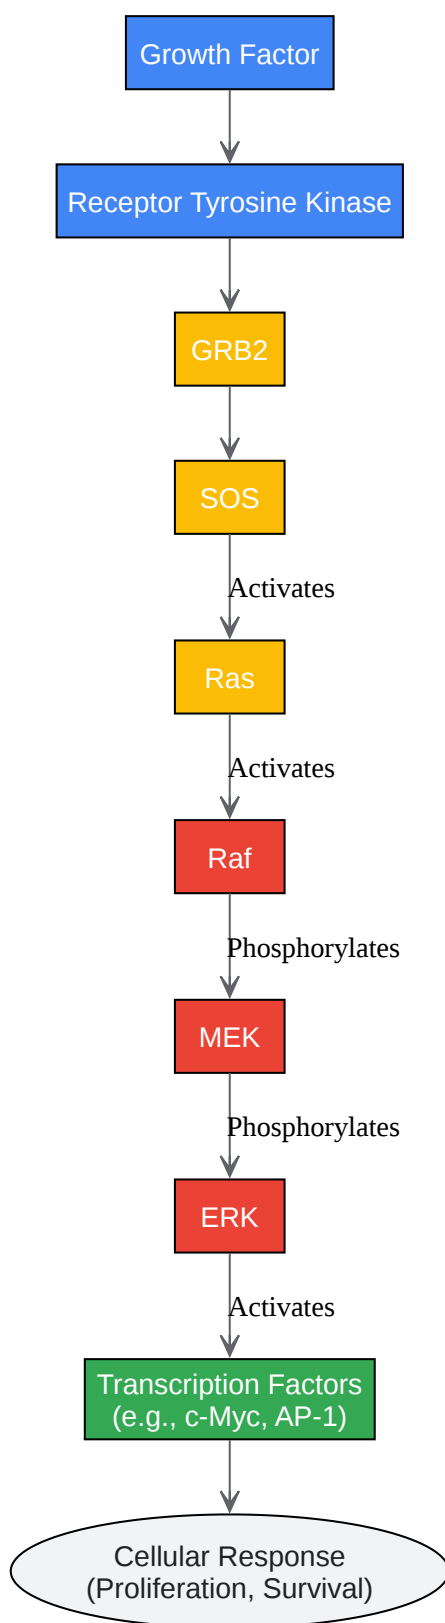 Growth Factor
Receptor Tyrosine Kinase
GRB2
SOS
Activates
Ras
Activates
Raf
Phosphorylates
MEK
Phosphorylates
ERK
Activates
Transcription Factors
(e.g., c-Myc, AP-1)
Cellular Response
(Proliferation, Survival)